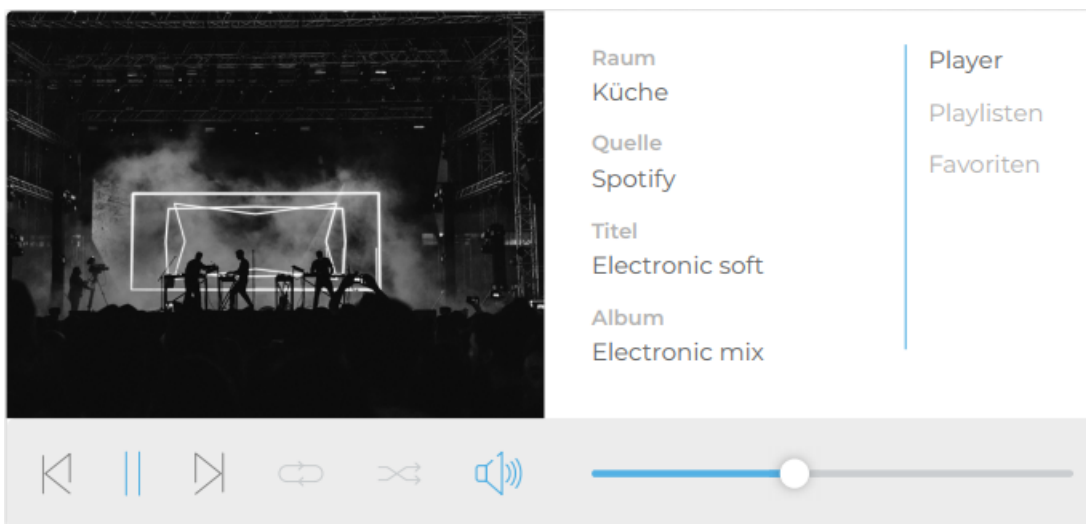 Raum
Küche
Quelle
Spotify
Titel
Electronic soft
Album
Electronic mix
Player
Playlisten
Favoriten